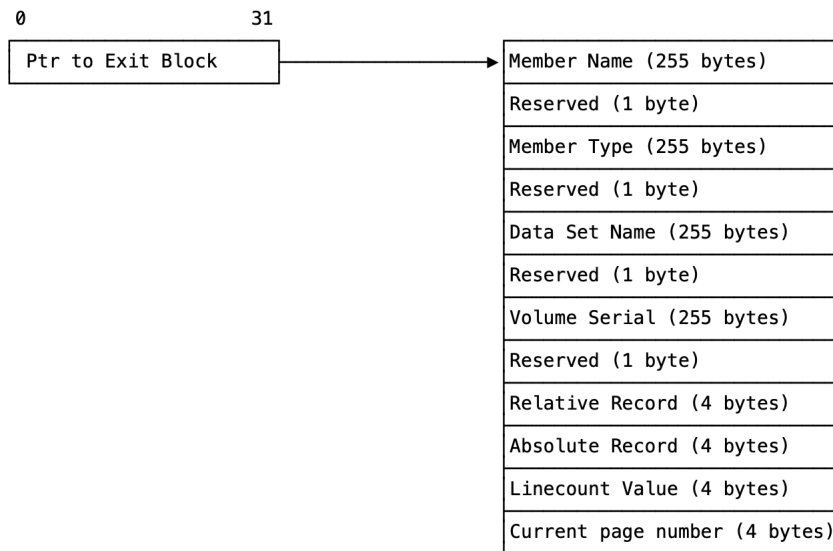 0 31
Ptr to Exit Block
Member Name (255 bytes)
Reserved (1 byte)
Member Type (255 bytes)
Reserved (1 byte)
Data Set Name (255 bytes)
Reserved (1 byte)
Volume Serial (255 bytes)
Reserved (1 byte)
Relative Record (4 bytes)
Absolute Record (4 bytes)
Linecount Value (4 bytes)
Current page number (4 bytes)